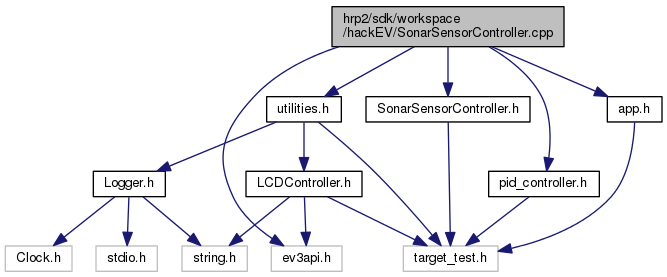 hrp2/sdk/workspace
/hackEV/SonarSensorController.cpp
utilities.h
SonarSensorController.h
app.h
Logger.h
LCDController.h
pid_controller.h
Clock.h
stdio.h
string.h
ev3api.h
target_test.h